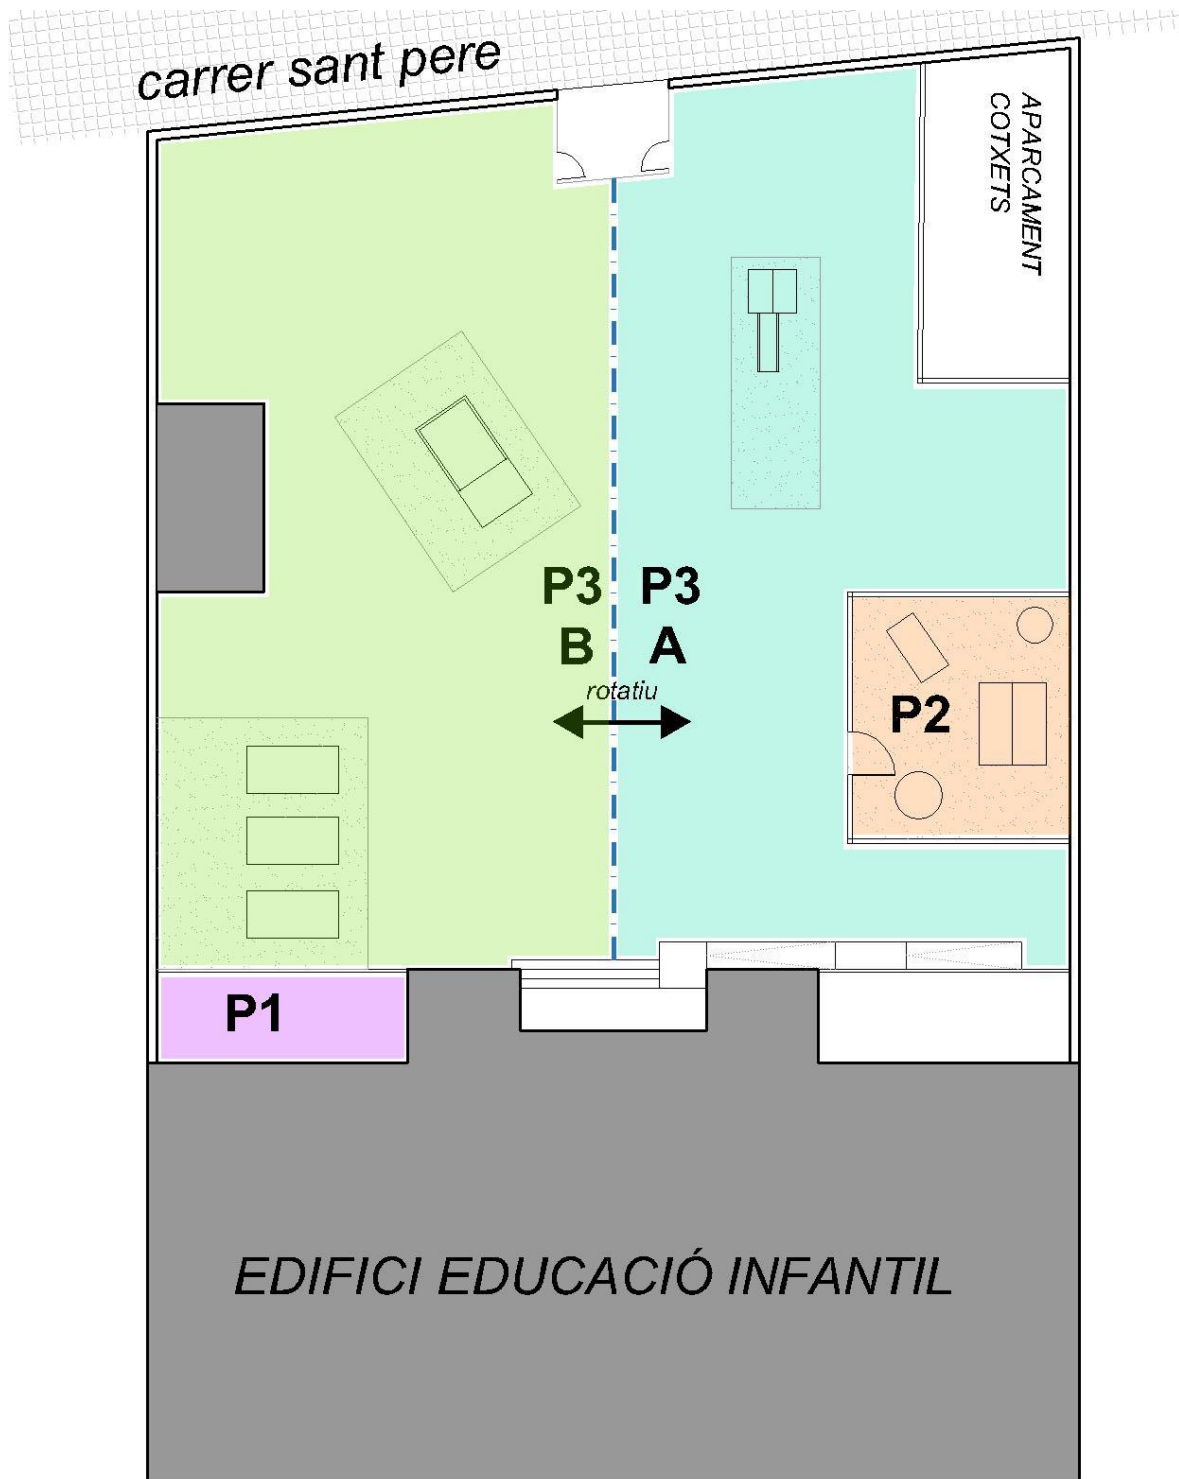 carrer sant pere
APARCAMENT
COTXETS
P3 P3
B A
rotatiu
P2
P1
EDIFICI EDUCACIÓ INFANTIL